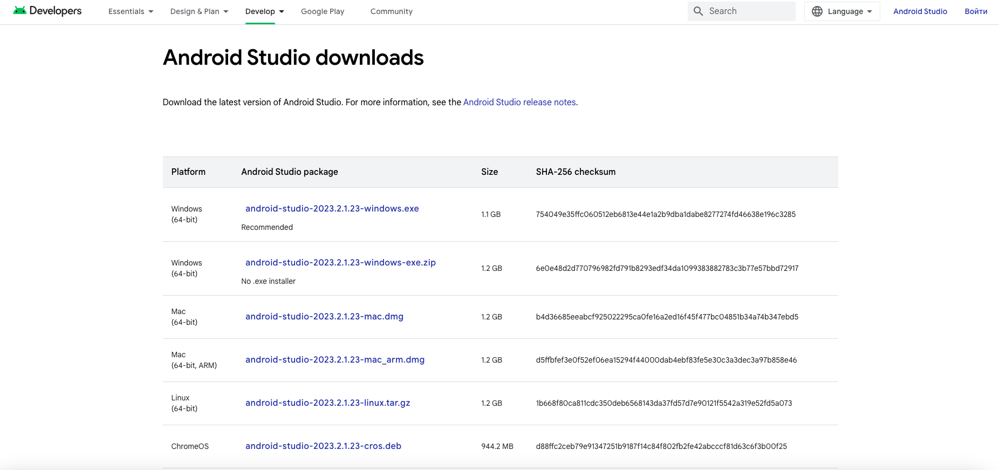 Developers Essentials Design & Plan Develop Google Play Community Search Language Android Studio Войти
Android Studio downloads
Download the latest version of Android Studio. For more information, see the Android Studio release notes.
Platform Android Studio package Size SHA-256 checksum
Windows
(64-bit)
android-studio-2023.2.1.23-windows.exe
Recommended
1.1 GB
754049e35ffc060512eb6813e44e1a2b9dba1dabe8277274fd46638e196c3285
Windows
(64-bit)
android-studio-2023.2.1.23-windows-exe.zip
No .exe installer
1.2 GB
6e0e48d2d770796982fd791b8293edf34da1099383882783c3b77e57bbd72917
Mac
(64-bit)
android-studio-2023.2.1.23-mac.dmg
1.2 GB
b4d36685eeabcf925022295ca0fe16a2ed16f45f477bc04851b34a74b347ebd5
Mac
(64-bit, ARM)
android-studio-2023.2.1.23-mac_arm.dmg
1.2 GB
d5ffbfef3e0f52ef06ea15294f44000dab4ebf83fe5e30c3a3dec3a97b858e46
Linux
(64-bit)
android-studio-2023.2.1.23-linux.tar.gz
1.2 GB
1b668f80ca811cdc350deb6568143da37fd57d7e90121f5542a319e52fd5a073
ChromeOS
android-studio-2023.2.1.23-cros.deb
944.2 MB
d88ffc2ceb79e91347251b9187f14c84f802fb2fe42abcccf81d63c6f3b00f25